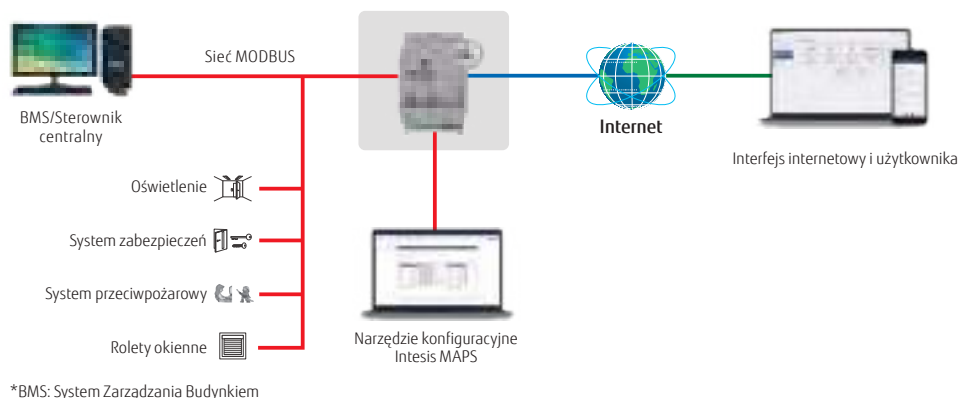 Sieć MODBUS
BMS/Sterownik
centralny
Internet
Interfejs internetowy i użytkownika
Oświetlenie
System zabezpieczeń
System przeciwpożarowy
Rolety okienne
Narzędzie konfiguracyjne
Intesis MAPS
*BMS: System Zarządzania Budynkiem